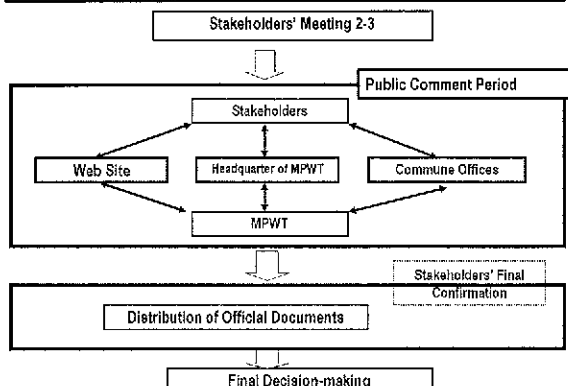 Stakeholders' Meeting 2-3
Public Comment Period
Stakeholders
Web Site
Headquarter of MPWT
Commune Offices
MPWT
Stakeholders' Final
Confirmation
Distribution of Official Documents
Final Decision-making